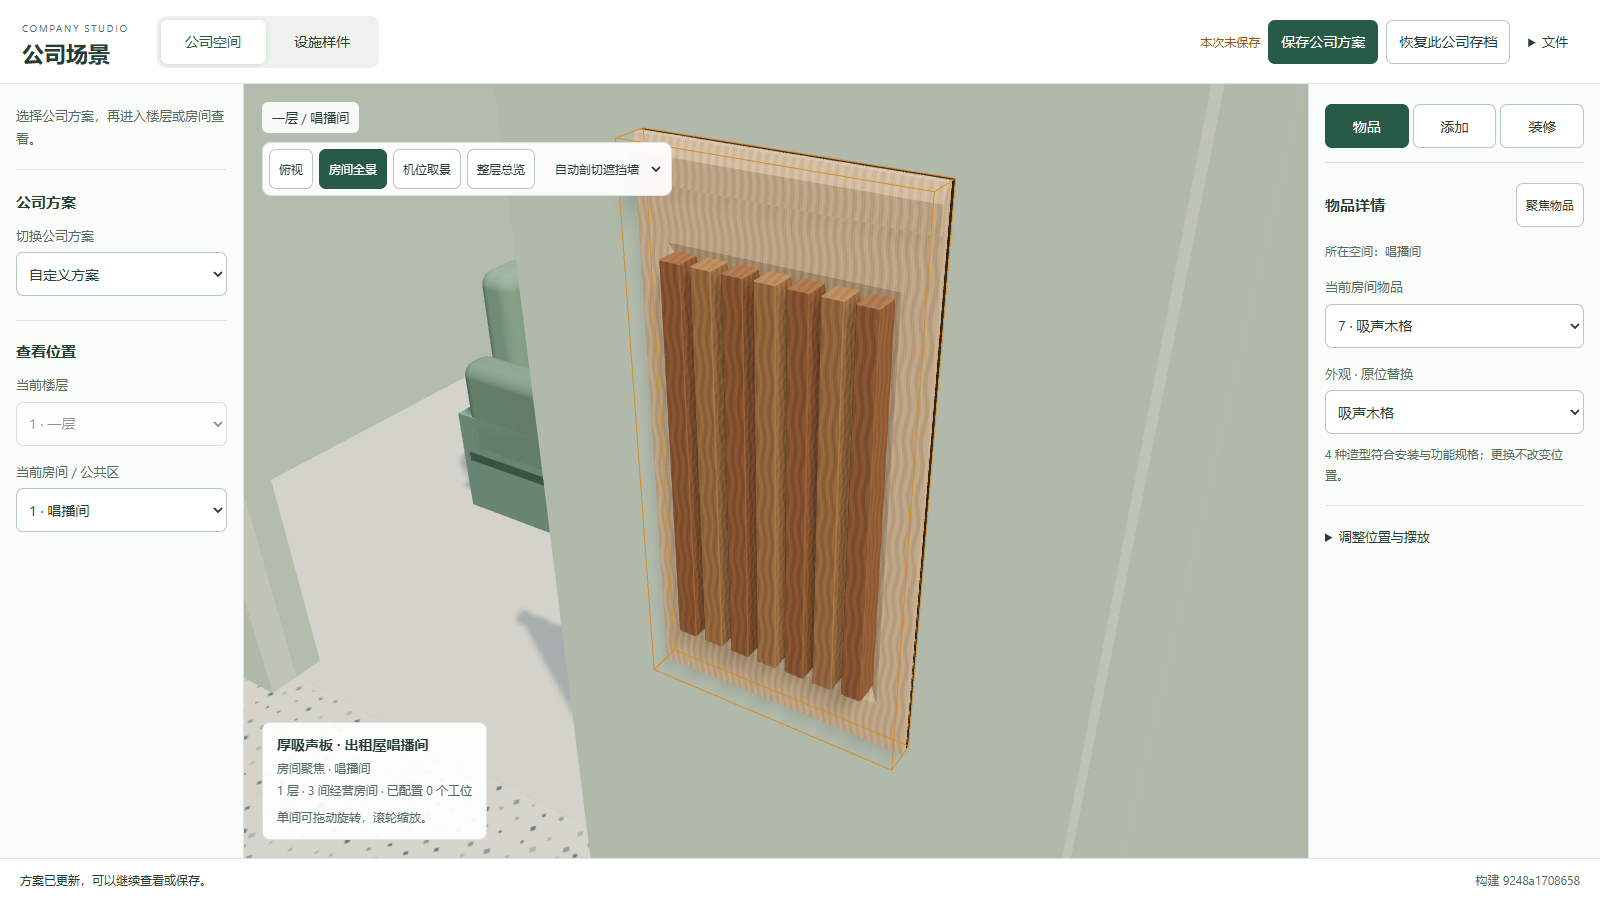 COMPANY STUDIO
公司场景
公司空间
设施样件
本次未保存
保存公司方案
恢复此公司存档
▶ 文件
选择公司方案，再进入楼层或房间查
看。
公司方案
切换公司方案
自定义方案
查看位置
当前楼层
1 · 一层
当前房间 / 公共区
1 · 唱播间
一层 / 唱播间
俯视
房间全景
机位取景
整层总览
自动剖切遮挡墙
厚吸声板 · 出租屋唱播间
房间聚焦 · 唱播间
1 层 · 3 间经营房间 · 已配置 0 个工位
单间可拖动旋转，滚轮缩放。
物品
添加
装修
物品详情
聚焦物品
所在空间：唱播间
当前房间物品
7 · 吸声木格
外观 · 原位替换
吸声木格
4 种造型符合安装与功能规格；更换不改变位
置。
▶ 调整位置与摆放
方案已更新，可以继续查看或保存。
构建 9248a1708658